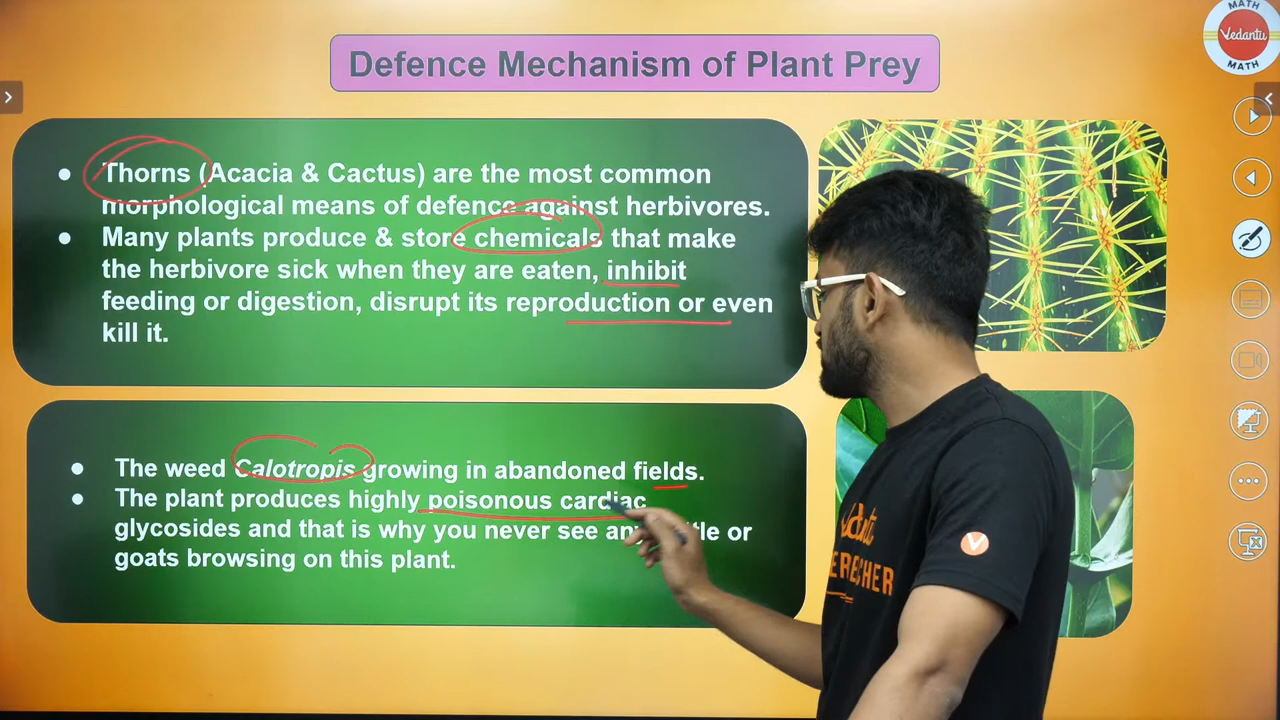 MATH
Vedantu
MATH
Defence Mechanism of Plant Prey
● Thorns (Acacia & Cactus) are the most common
morphological means of defence against herbivores.
● Many plants produce & store chemicals that make
the herbivore sick when they are eaten, inhibit
feeding or digestion, disrupt its reproduction or even
kill it.
● The weed Calotropis growing in abandoned fields.
● The plant produces highly poisonous cardiac
glycosides and that is why you never see or
goats browsing on this plant.
V